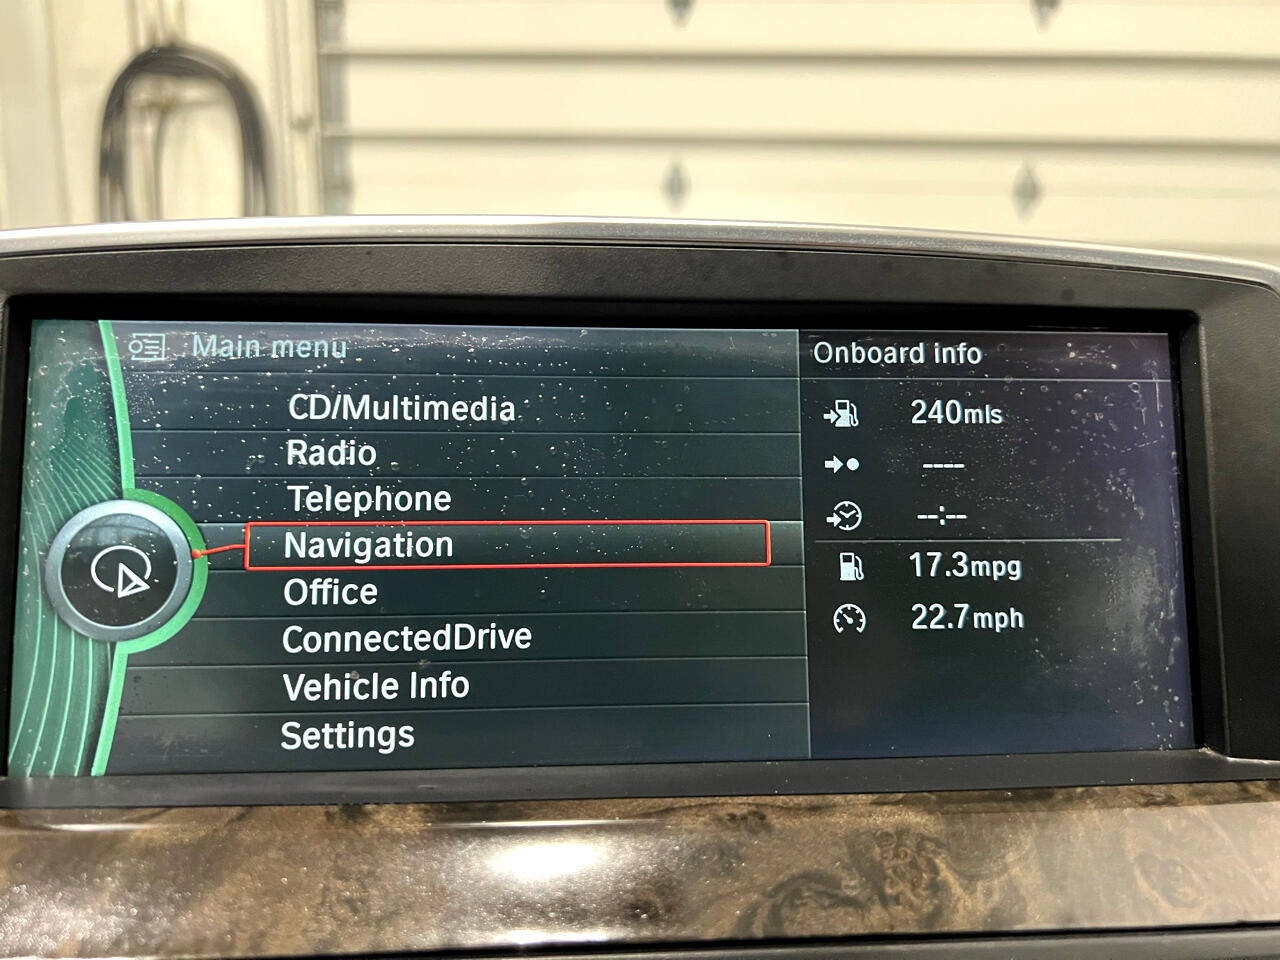 Main menu
CD/Multimedia
Radio
Telephone
Navigation
Office
ConnectedDrive
Vehicle Info
Settings
Onboard info
240mls
----
--:--
17.3mpg
22.7mph